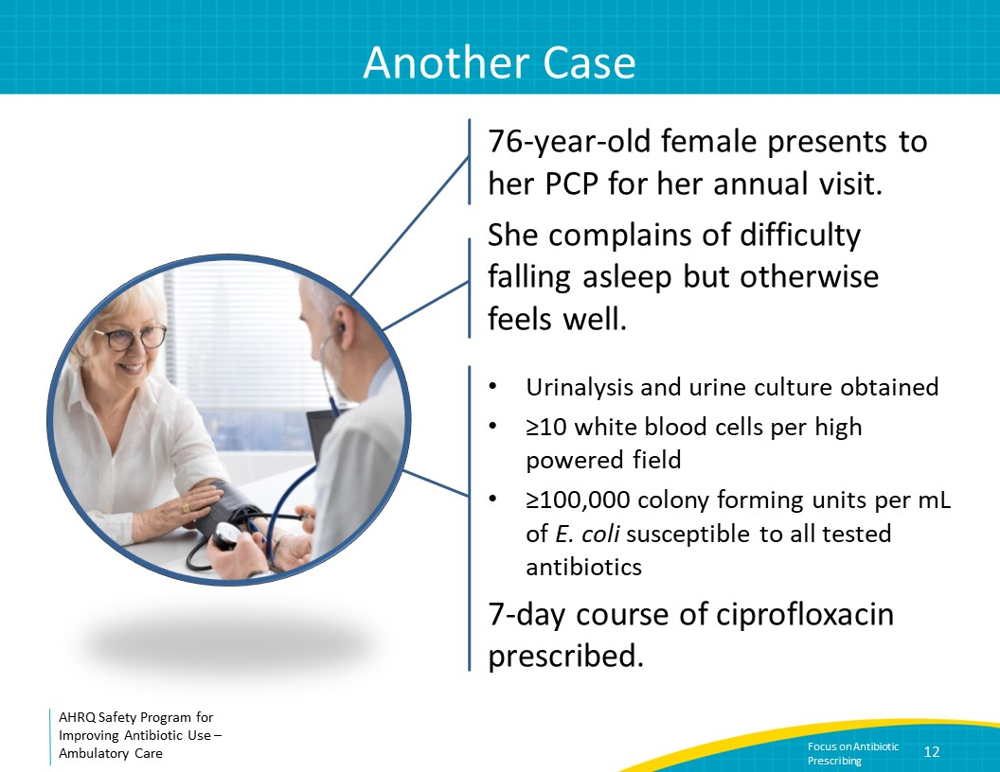 Another Case
76-year-old female presents to
her PCP for her annual visit.
She complains of difficulty
falling asleep but otherwise
feels well.
• Urinalysis and urine culture obtained
• ≥10 white blood cells per high
powered field
• ≥100,000 colony forming units per mL
of E. coli susceptible to all tested
antibiotics
7-day course of ciprofloxacin
prescribed.
AHRQ Safety Program for
Improving Antibiotic Use –
Ambulatory Care
Focus on Antibiotic
Prescribing
12